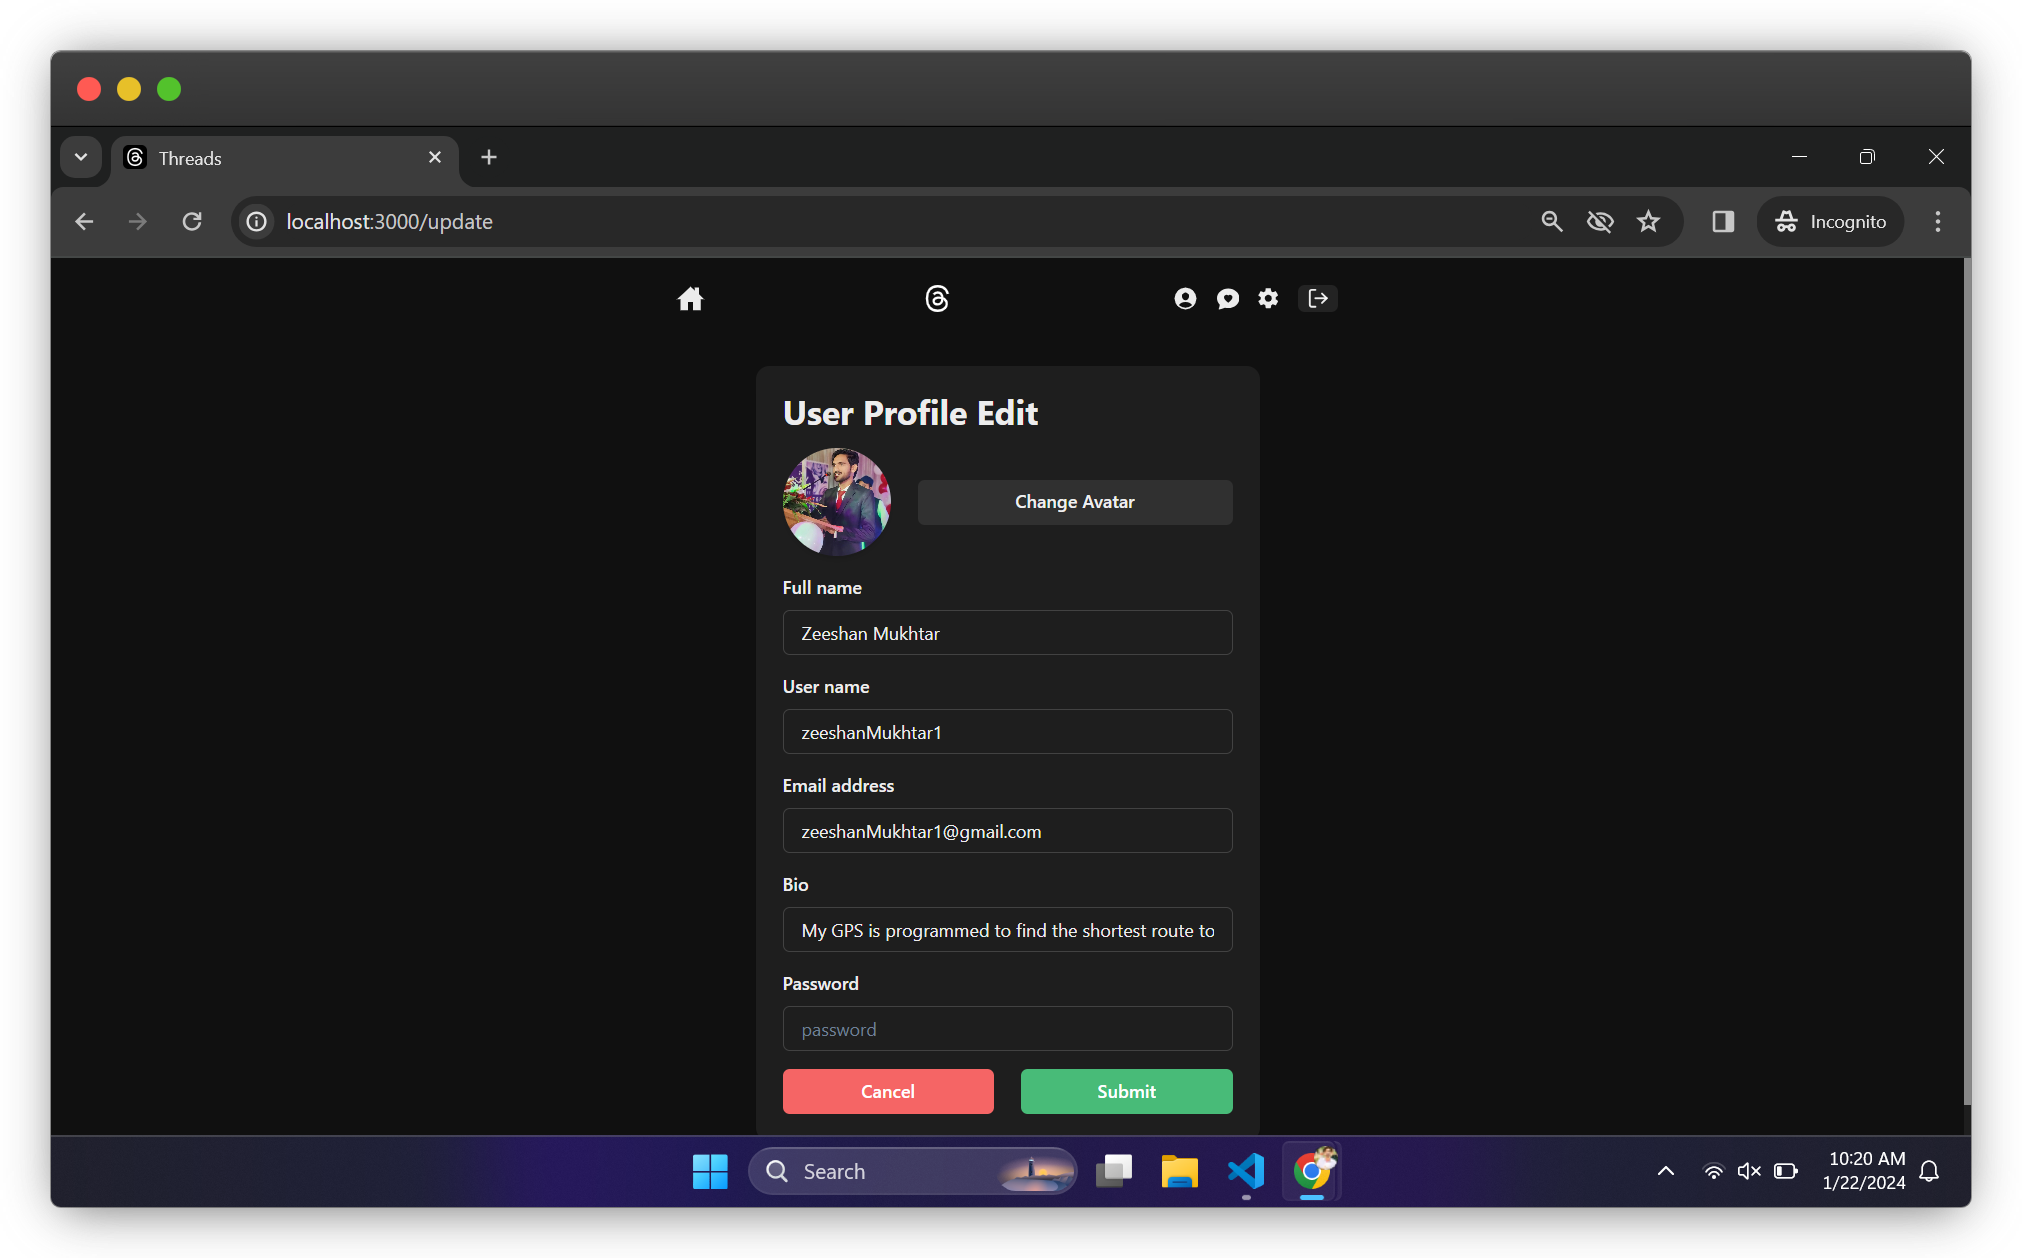 Threads
localhost:3000/update
Incognito
User Profile Edit
Change Avatar
Full name
Zeeshan Mukhtar
User name
zeeshanMukhtar1
Email address
zeeshanMukhtar1@gmail.com
Bio
My GPS is programmed to find the shortest route to
Password
password
Cancel
Submit
Search
10:20 AM
1/22/2024